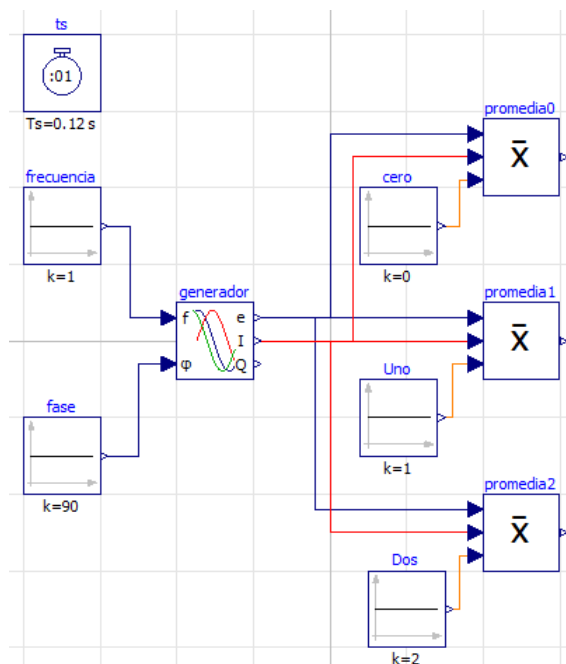 ts
:01
Ts=0.12 s
promedia0
x̄
frecuencia
cero
k=1
k=0
generador
promedia1
f
e
I
φ
Q
x̄
fase
Uno
k=90
k=1
promedia2
x̄
Dos
k=2